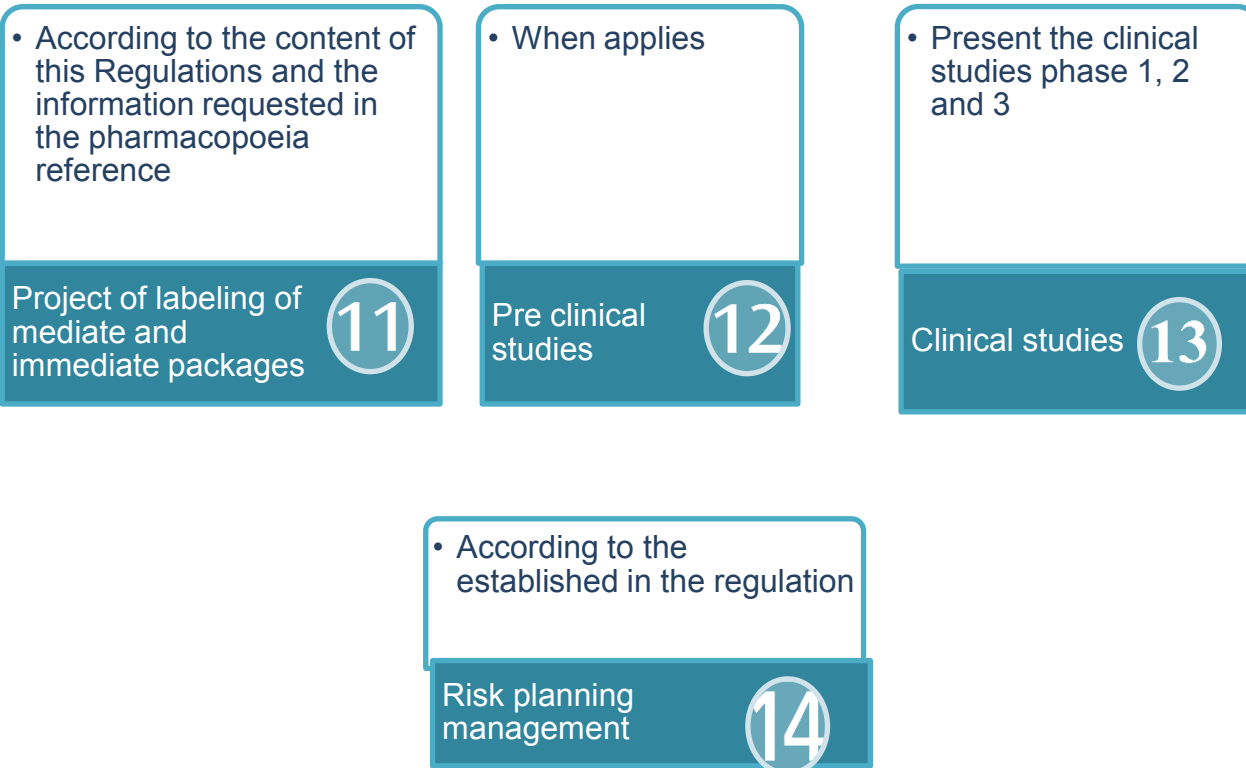 • According to the content of
this Regulations and the
information requested in
the pharmacopoeia
reference
Project of labeling of
mediate and
immediate packages
11
• When applies
Pre clinical
studies
12
• Present the clinical
studies phase 1, 2
and 3
Clinical studies
13
• According to the
established in the regulation
Risk planning
management
14